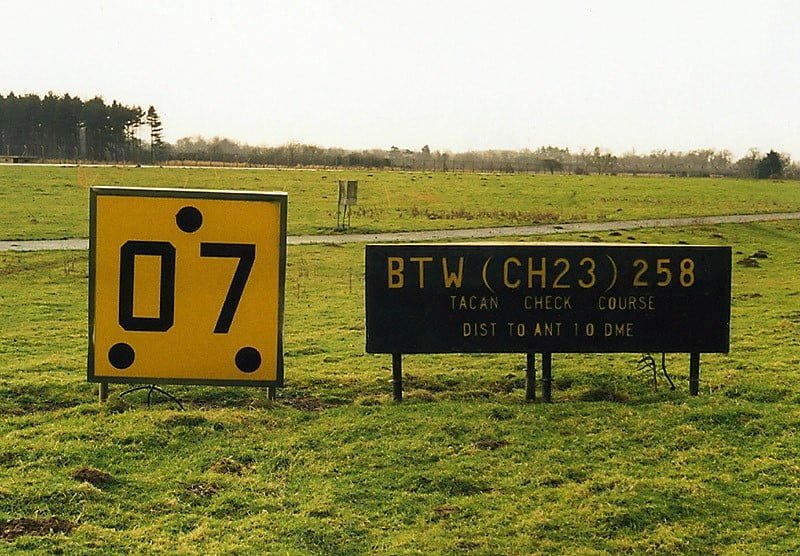 07
BTW (CH23) 258
TACAN CHECK COURSE
DIST TO ANT 1 0 DME